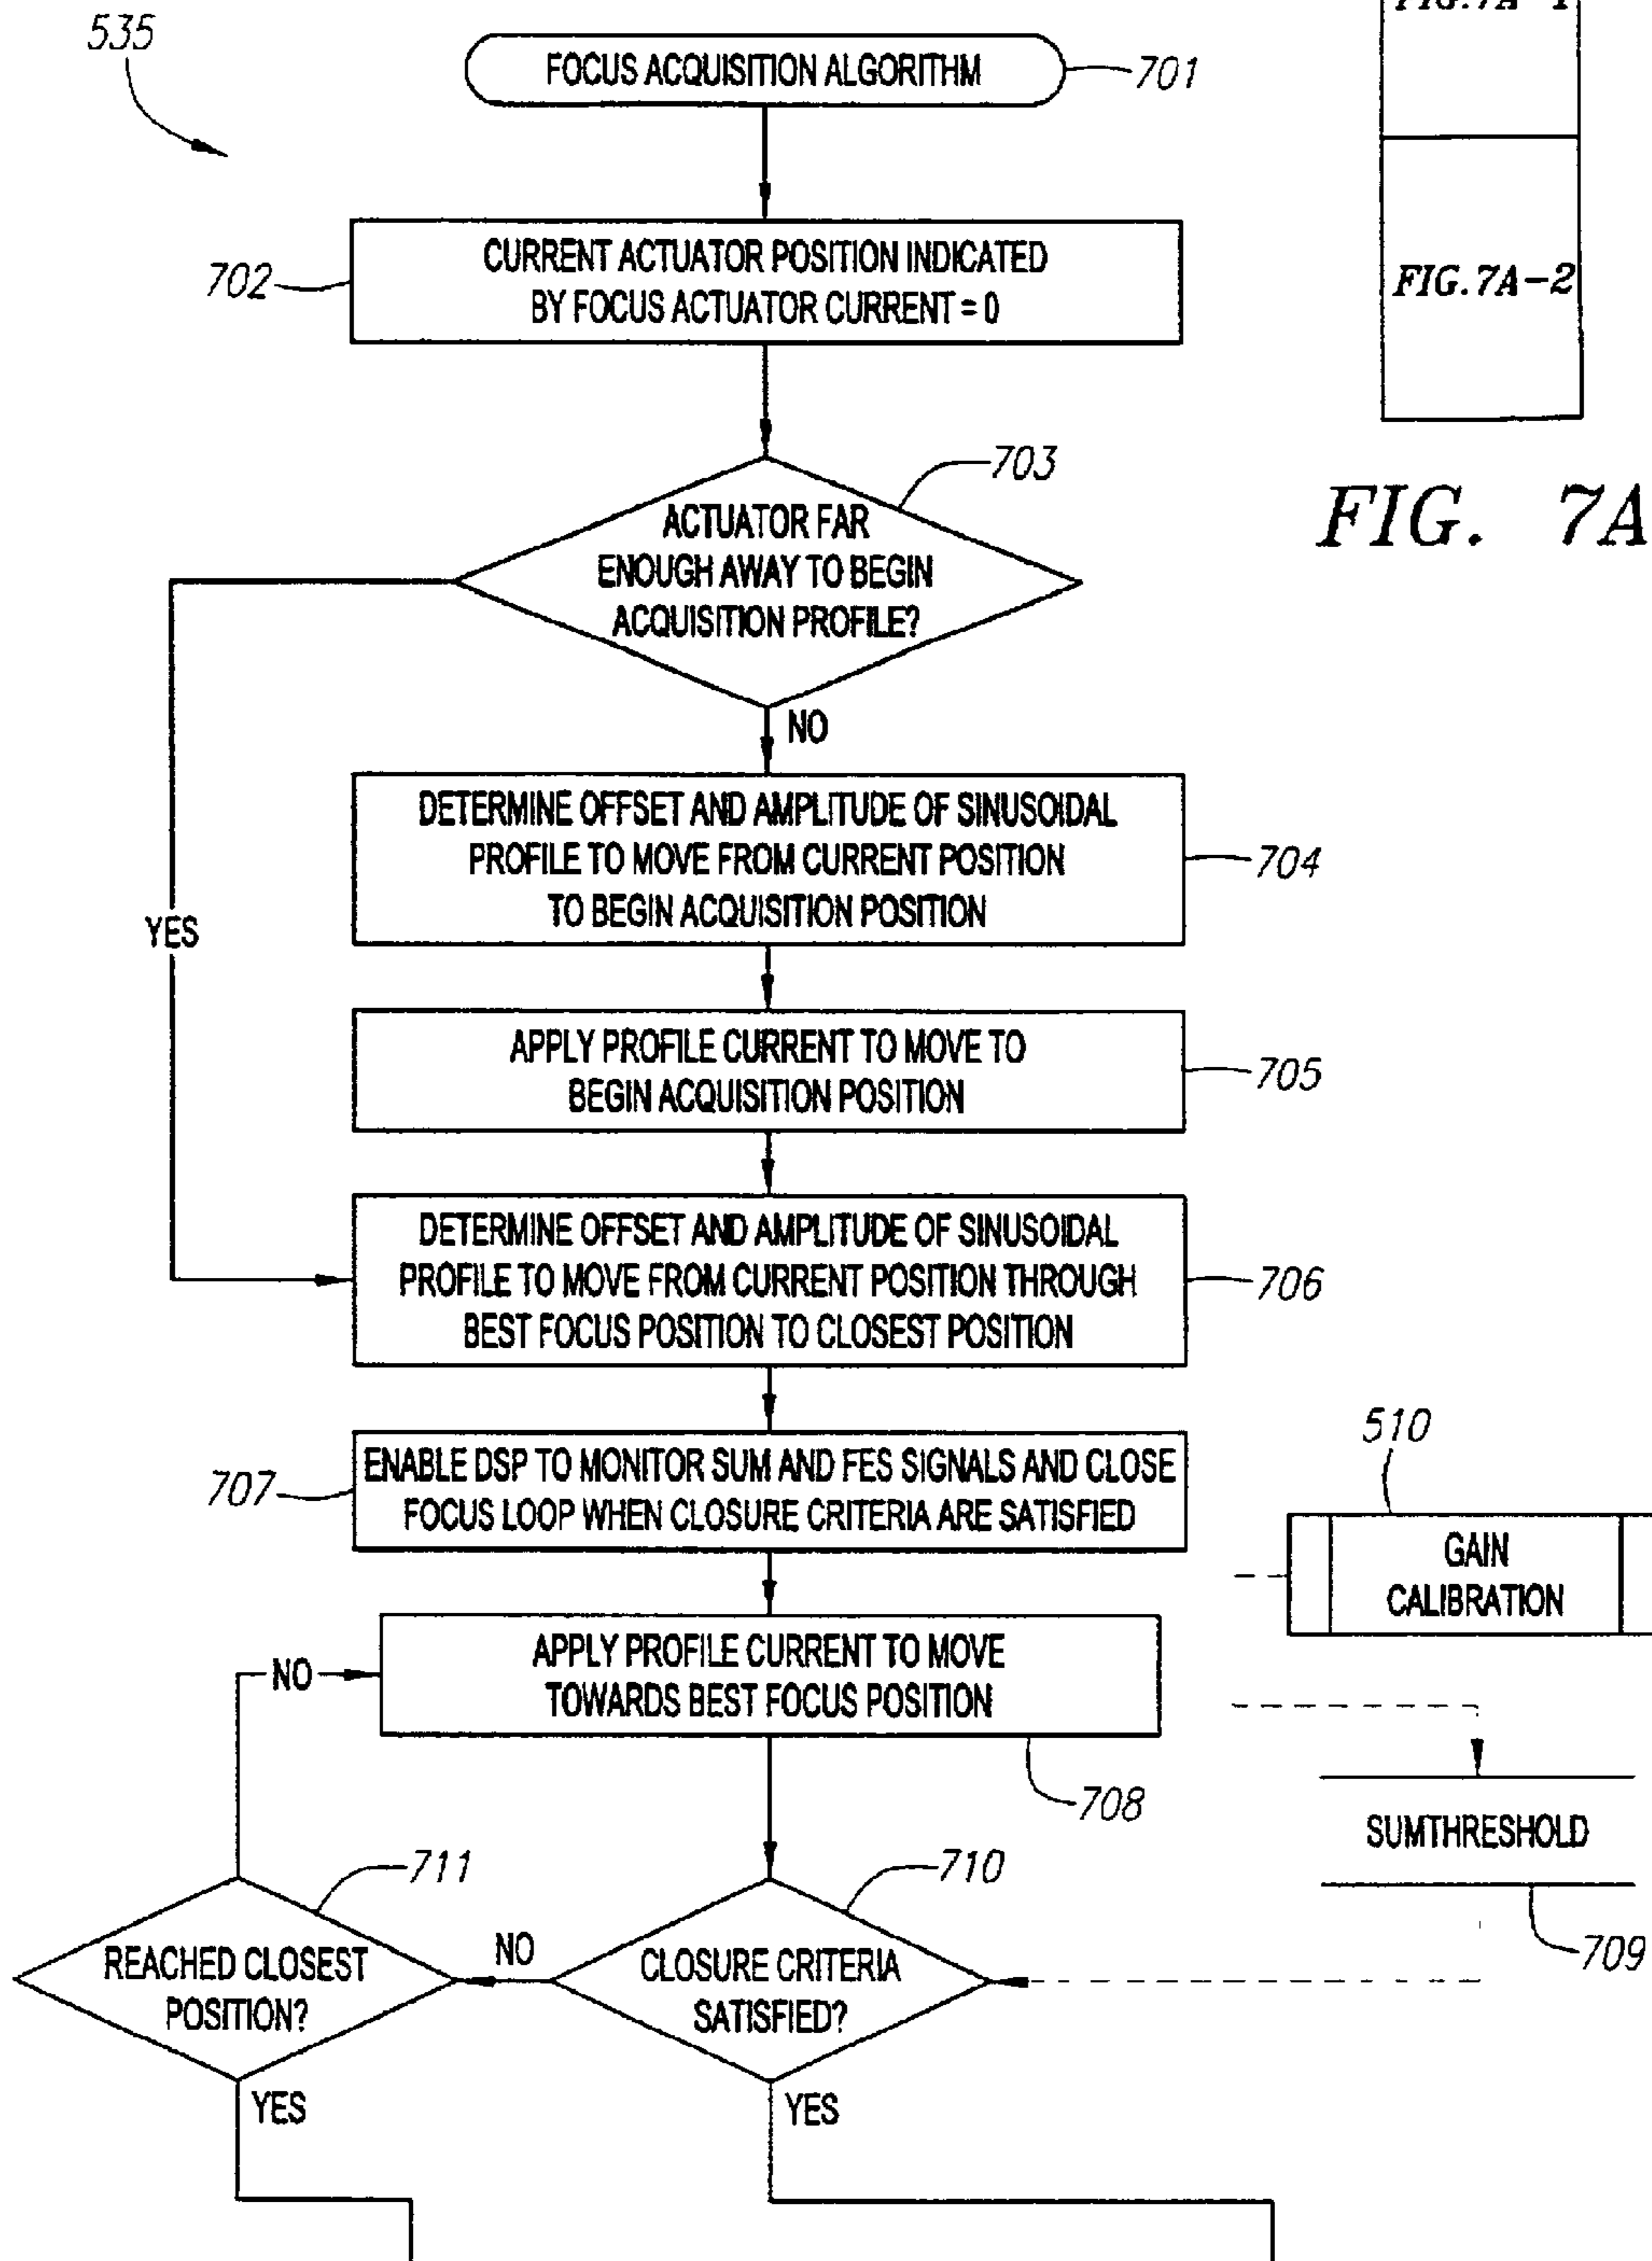 535
FOCUS ACQUISITION ALGORITHM
701
FIG.7A-1
702
CURRENT ACTUATOR POSITION INDICATED
BY FOCUS ACTUATOR CURRENT = 0
FIG.7A-2
FIG. 7A
703
ACTUATOR FAR
ENOUGH AWAY TO BEGIN
ACQUISITION PROFILE?
NO
YES
DETERMINE OFFSET AND AMPLITUDE OF SINUSOIDAL
PROFILE TO MOVE FROM CURRENT POSITION
TO BEGIN ACQUISITION POSITION
704
APPLY PROFILE CURRENT TO MOVE TO
BEGIN ACQUISITION POSITION
705
DETERMINE OFFSET AND AMPLITUDE OF SINUSOIDAL
PROFILE TO MOVE FROM CURRENT POSITION THROUGH
BEST FOCUS POSITION TO CLOSEST POSITION
706
707
ENABLE DSP TO MONITOR SUM AND FES SIGNALS AND CLOSE
FOCUS LOOP WHEN CLOSURE CRITERIA ARE SATISFIED
510
GAIN
CALIBRATION
NO
APPLY PROFILE CURRENT TO MOVE
TOWARDS BEST FOCUS POSITION
708
SUMTHRESHOLD
709
711
REACHED CLOSEST
POSITION?
NO
710
CLOSURE CRITERIA
SATISFIED?
YES
YES